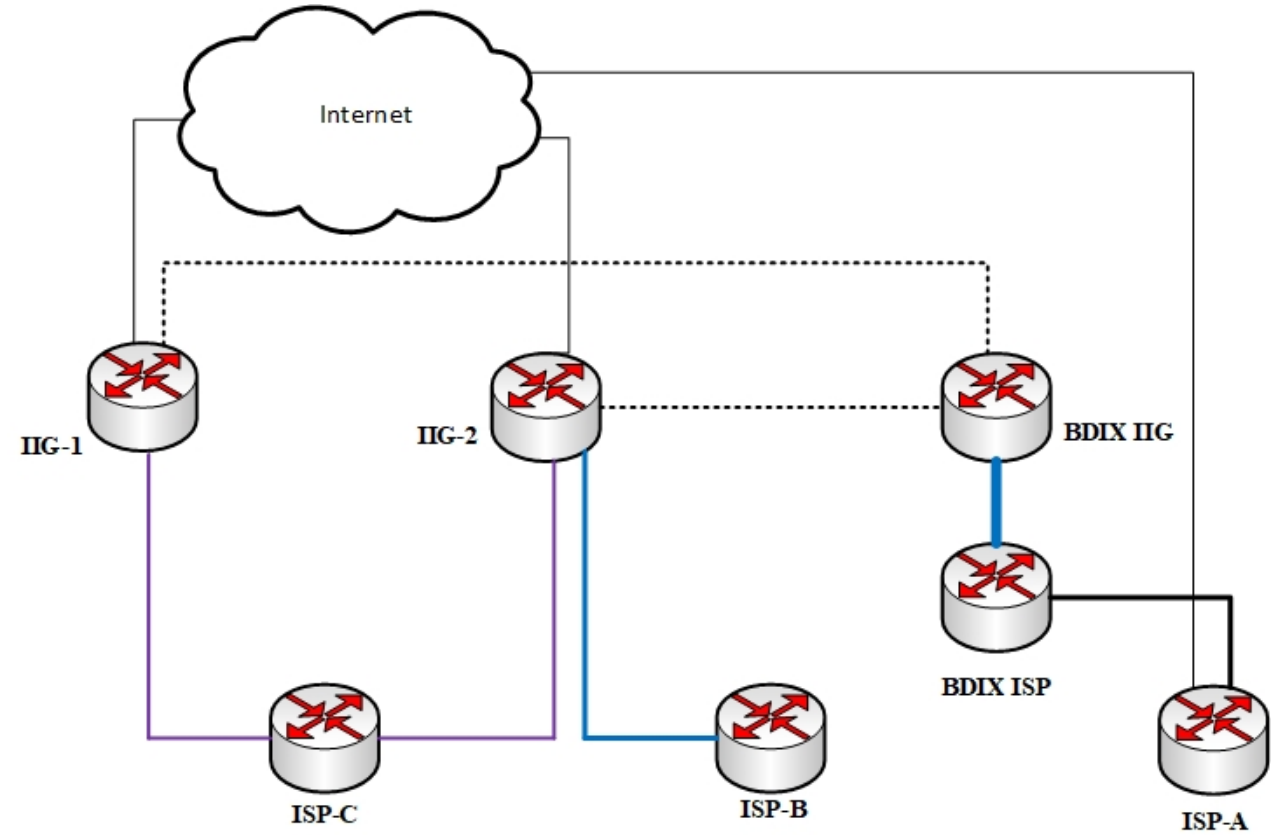 Internet
IIG-1
IIG-2
BDIX IIG
BDIX ISP
ISP-C
ISP-B
ISP-A